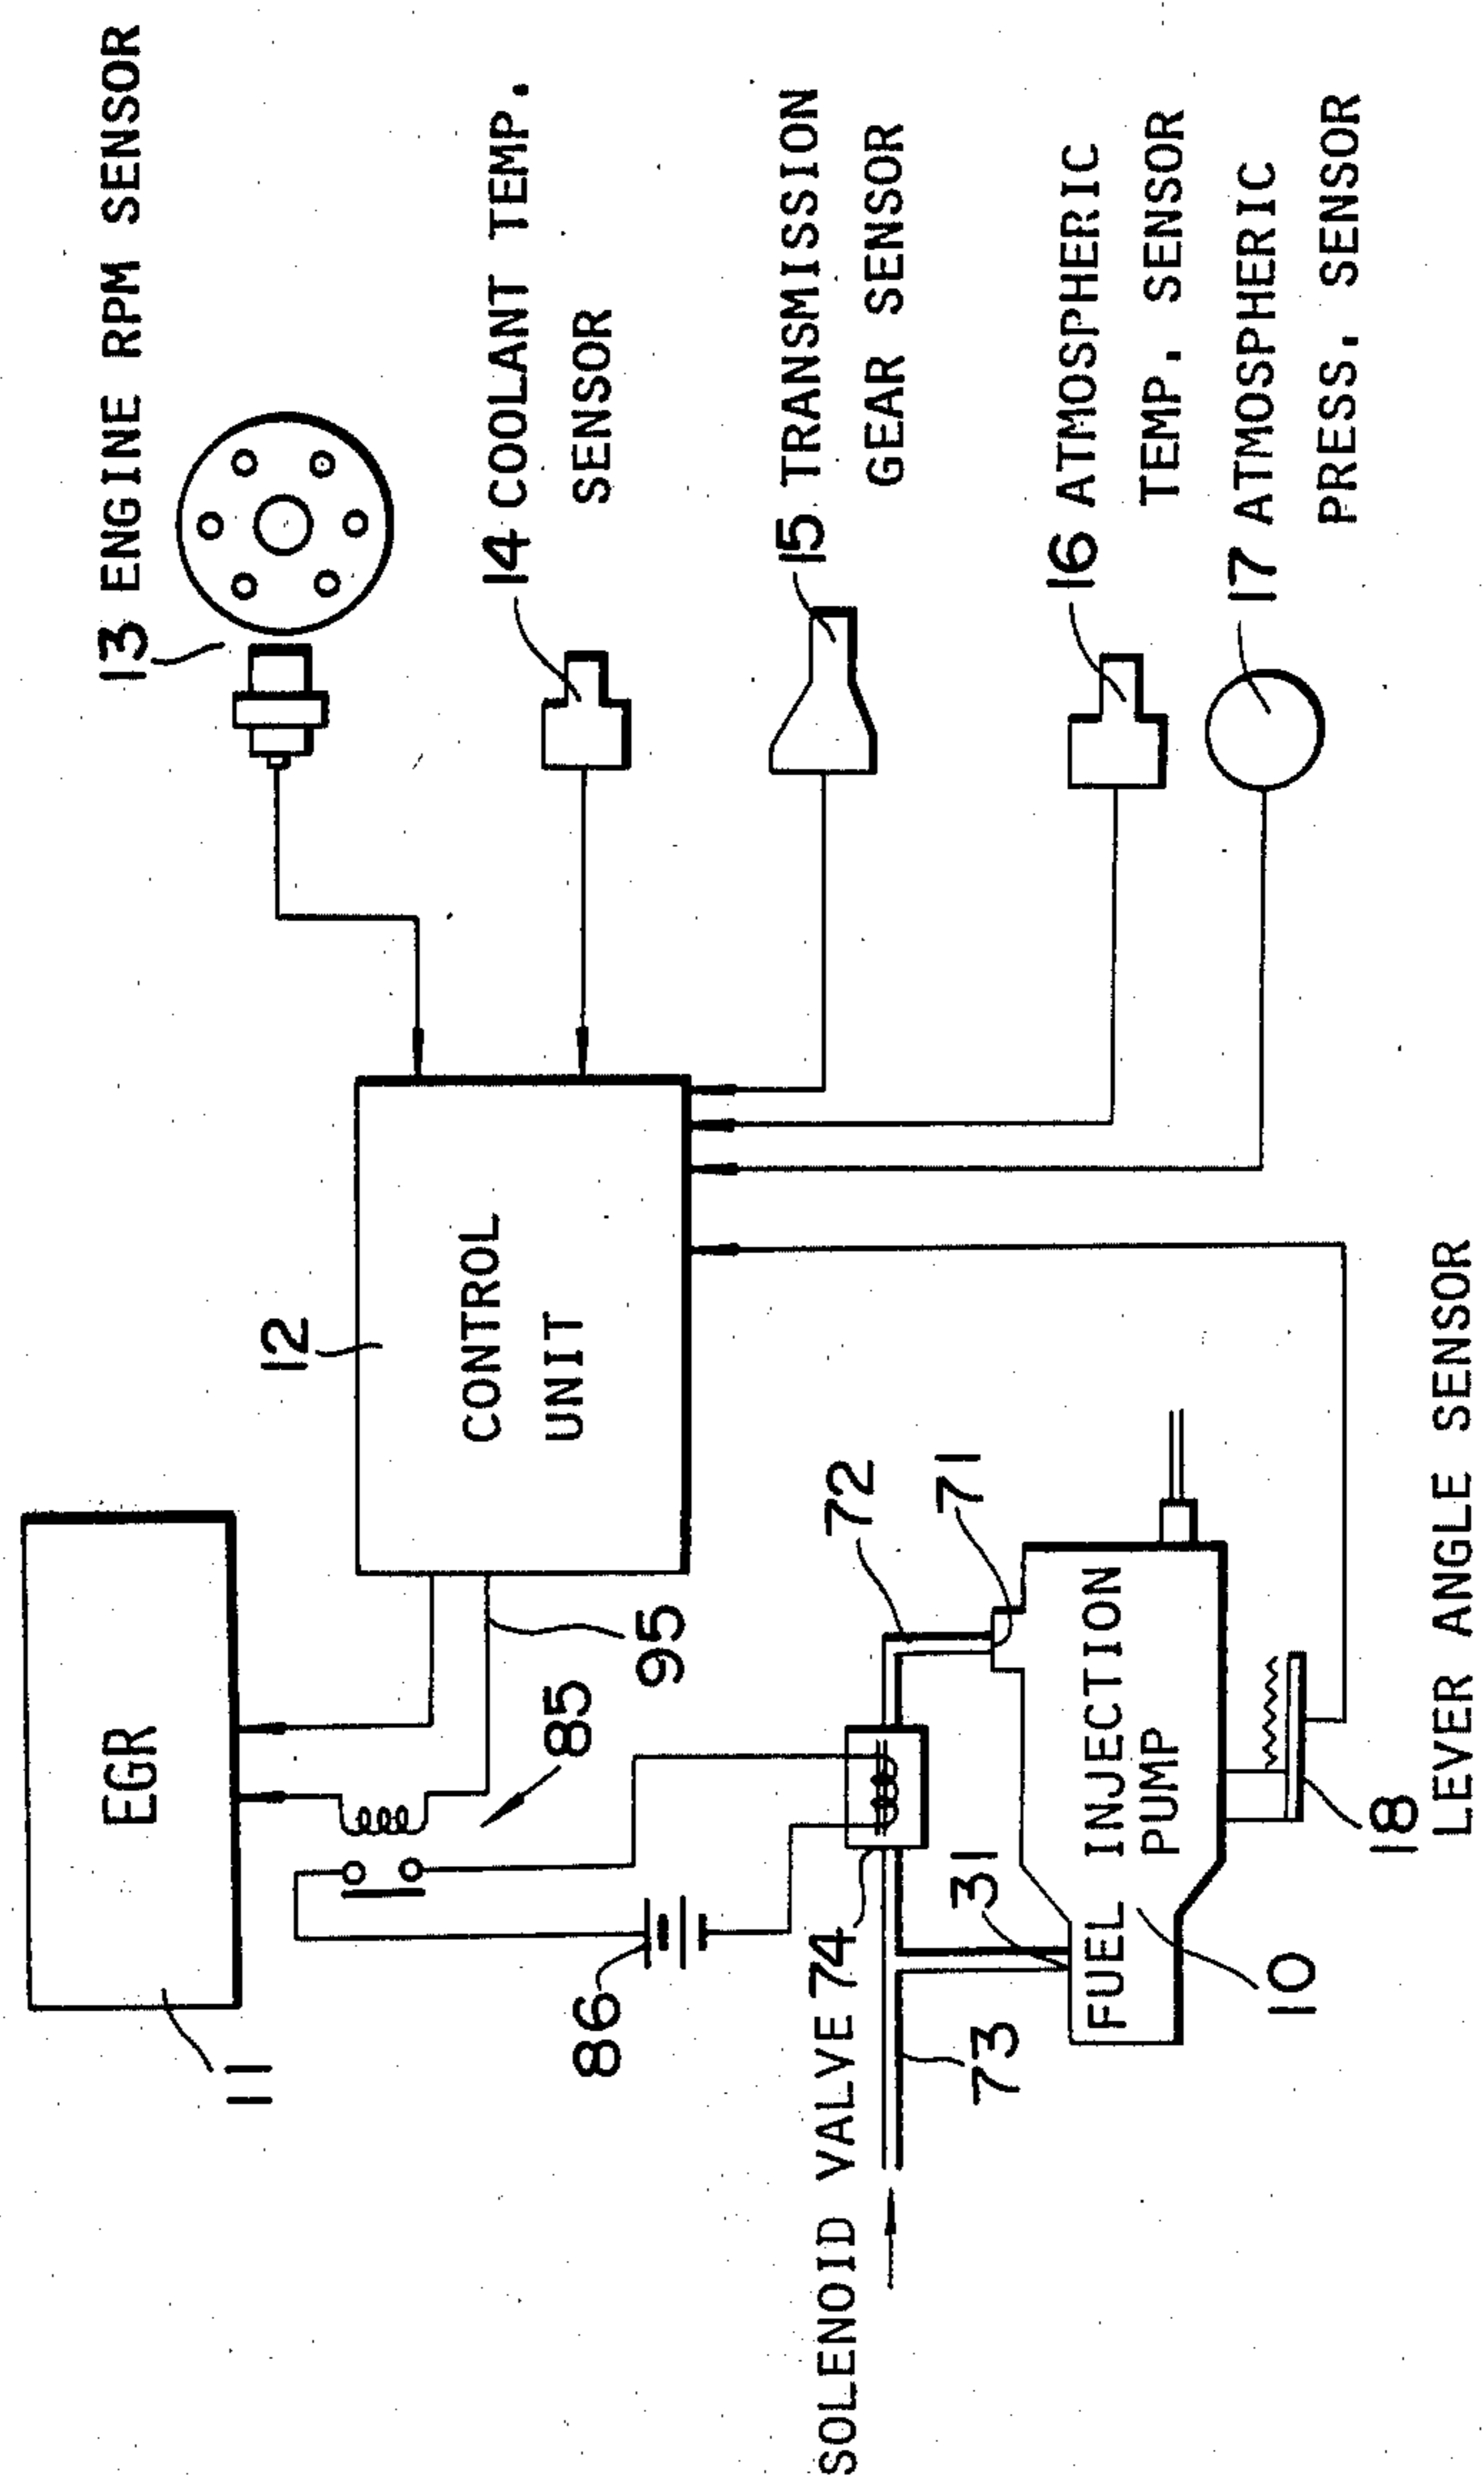 13 ENGINE RPM SENSOR
14 COOLANT TEMP.
SENSOR
15 TRANSMISSION
GEAR SENSOR
16 ATMOSPHERIC
TEMP. SENSOR
17 ATMOSPHERIC
PRESS. SENSOR
12
CONTROL
UNIT
11
EGR
95
85
86
72
71
SOLENOID VALVE 74
31
73
FUEL INJECTION
PUMP
10
18
LEVER ANGLE SENSOR